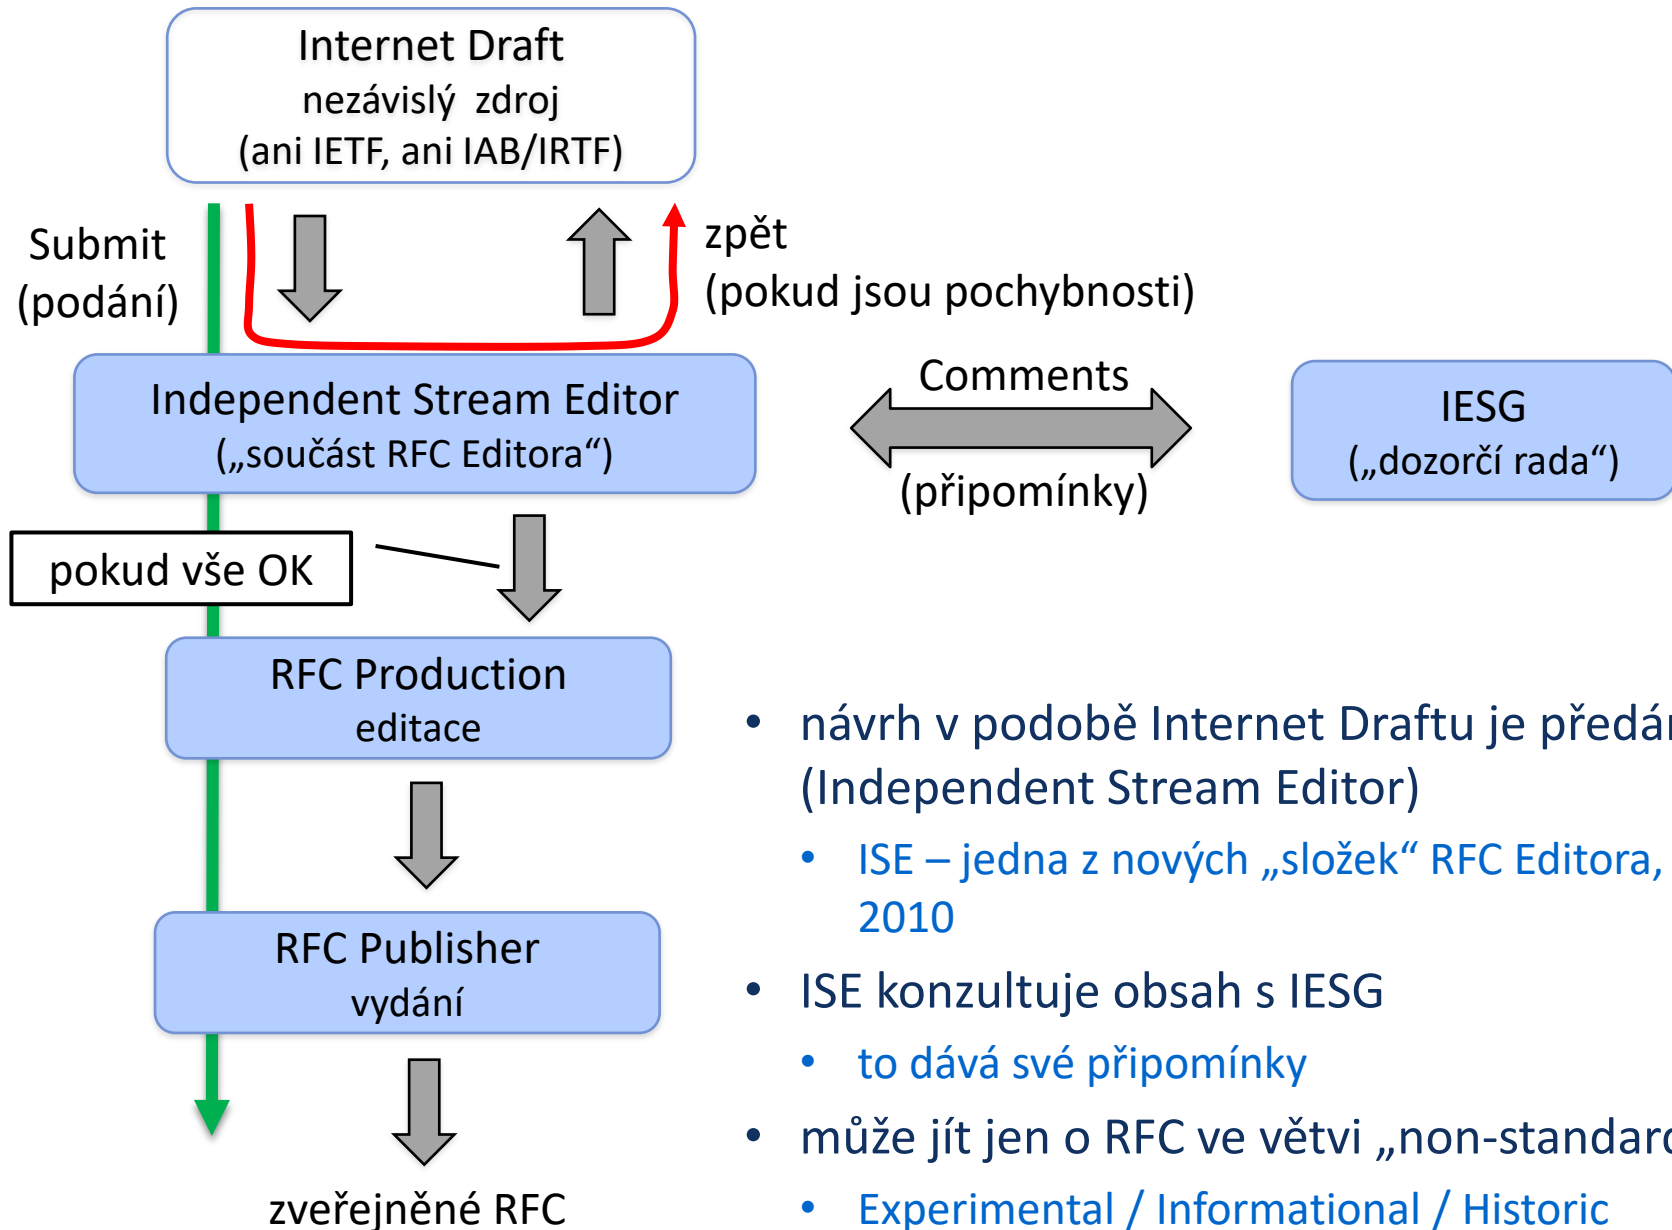 Internet Draft
nezávislý zdroj
(ani IETF, ani IAB/IRTF)
Submit
(podání)
zpět
(pokud jsou pochybnosti)
Independent Stream Editor
(„součást RFC Editora“)
Comments
(připomínky)
IESG
(„dozorčí rada“)
pokud vše OK
RFC Production
editace
RFC Publisher
vydání
zveřejněné RFC
• návrh v podobě Internet Draftu je
(Independent Stream Editor)
• ISE – jedna z nových „složek“ RFC Editora,
2010
• ISE konzultuje obsah s IESG
• to dává své připomínky
• může jít jen o RFC ve větvi
• Experimental / Informational / Historic